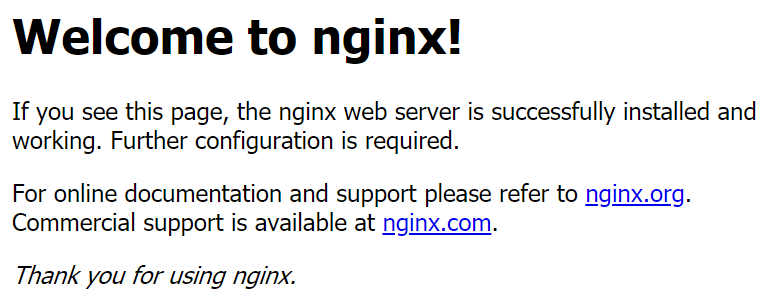 Welcome to nginx!
If you see this page, the nginx web server is successfully installed and
working. Further configuration is required.
For online documentation and support please refer to nginx.org.
Commercial support is available at nginx.com.
Thank you for using nginx.